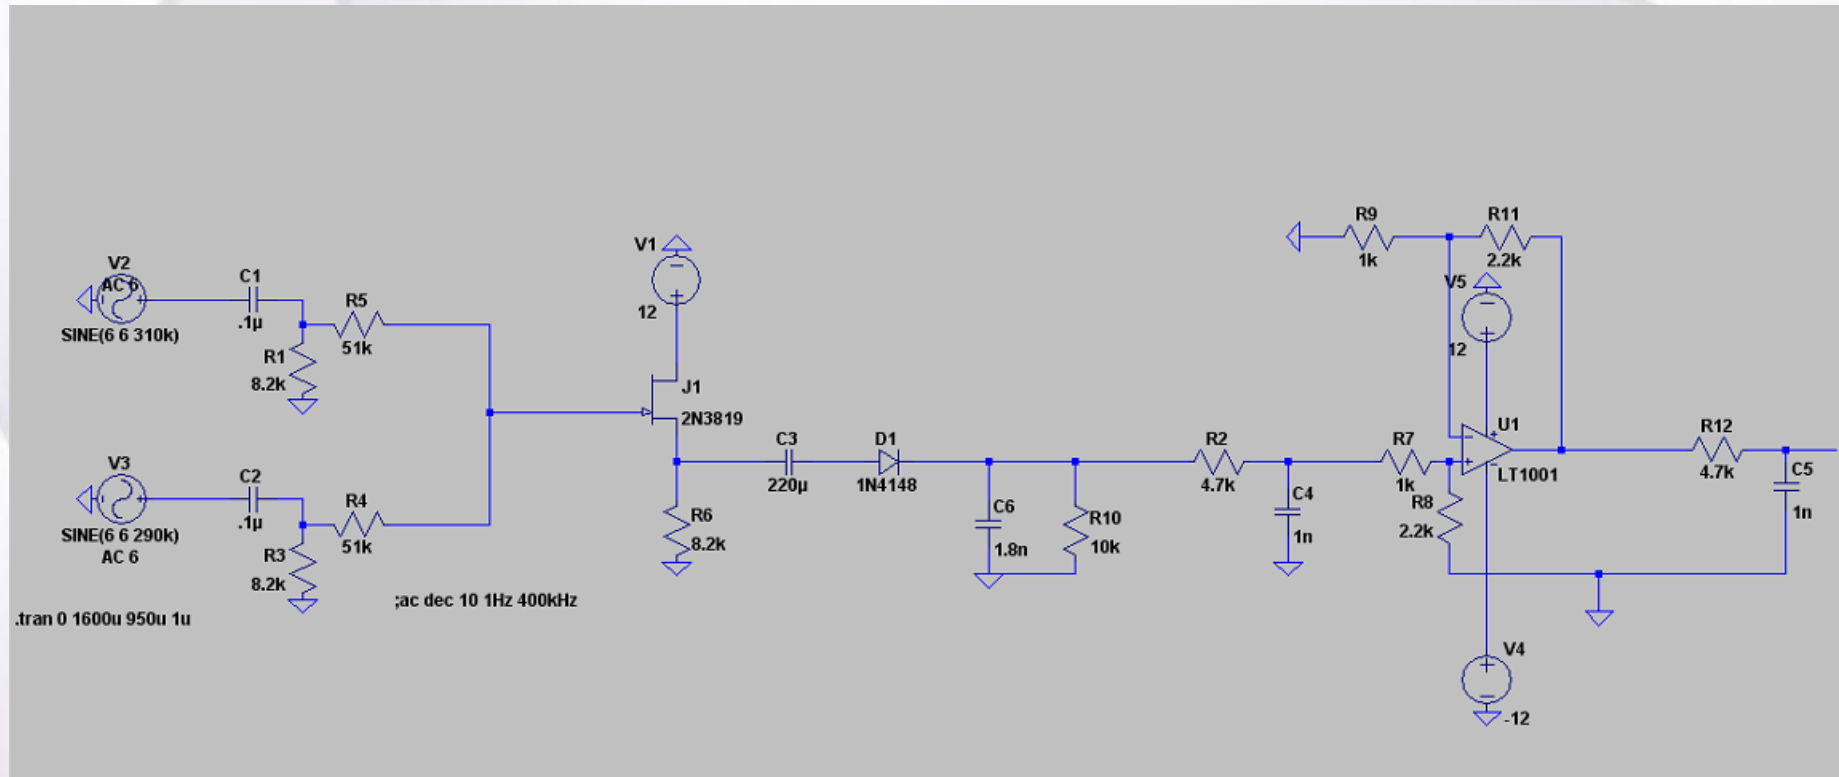 V2
AC 6
SINE(6 6 310k)
C1
.1µ
R1
8.2k
R5
51k
V3
SINE(6 6 290k)
AC 6
C2
.1µ
R3
8.2k
R4
51k
.tran 0 1600u 950u 1u
;ac dec 10 1Hz 400kHz
V1
12
J1
2N3819
R6
8.2k
C3
220µ
D1
1N4148
C6
1.8n
R10
10k
R2
4.7k
C4
1n
R7
1k
R8
2.2k
R9
1k
R11
2.2k
V5
12
U1
LT1001
R12
4.7k
C5
1n
V4
-12